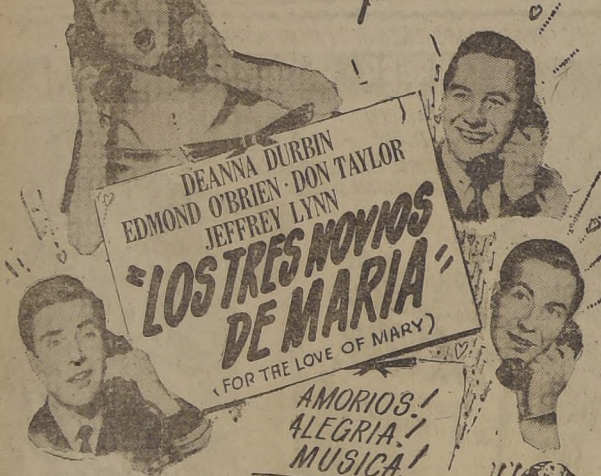 DEANNA DURBIN
EDMOND O'BRIEN · DON TAYLOR
JEFFREY LYNN
"LOS TRES NOVIOS
DE MARIA"
(FOR THE LOVE OF MARY)
AMORIOS!
ALEGRIA!
MUSICA!